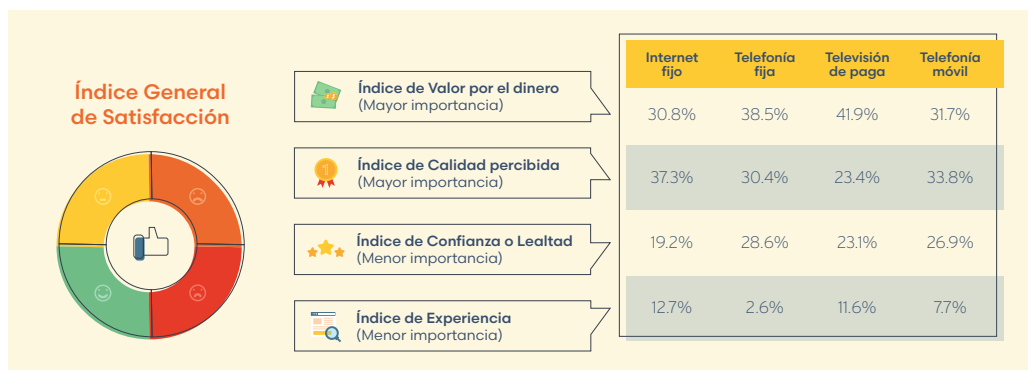 Índice General
de Satisfacción
Índice de Valor por el dinero
(Mayor importancia)
Índice de Calidad percibida
(Mayor importancia)
1
Índice de Confianza o Lealtad
(Menor importancia)
Índice de Experiencia
(Menor importancia)
Internet fijo Telefonía fija Televisión de paga Telefonía móvil
30.8% 38.5% 41.9% 31.7%
37.3% 30.4% 23.4% 33.8%
19.2% 28.6% 23.1% 26.9%
12.7% 2.6% 11.6% 7.7%